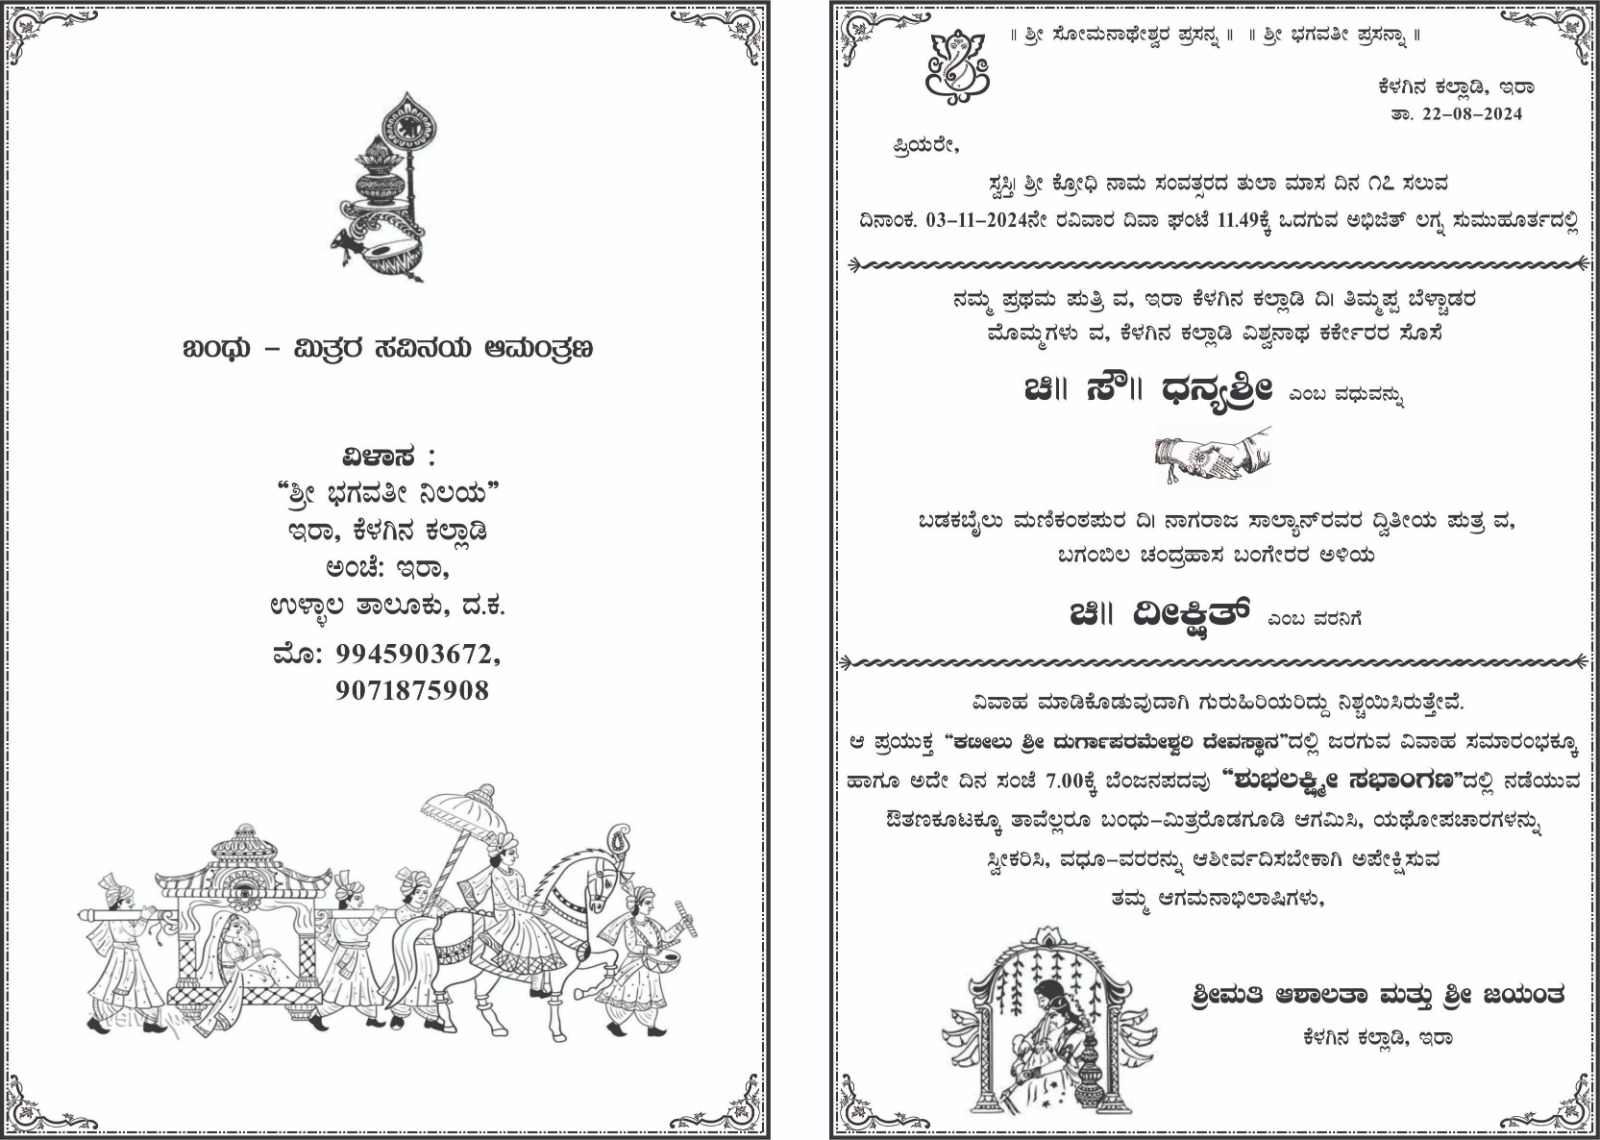 ಬಂಧು – ಮಿತ್ರರ ಸವಿನಯ ಆಮಂತ್ರಣ
ವಿಳಾಸ :
“ಶ್ರೀ ಭಗವತೀ ನಿಲಯ”
ಇರಾ, ಕೆಳಗಿನ ಕಲ್ಲಾಡಿ
ಅಂಚೆ: ಇರಾ,
ಉಳ್ಳಾಲ ತಾಲೂಕು, ದ.ಕ.
ಮೊ: 9945903672,
9071875908
॥ ಶ್ರೀ ಸೋಮನಾಥೇಶ್ವರ ಪ್ರಸನ್ನ ॥ ॥ ಶ್ರೀ ಭಗವತೀ ಪ್ರಸನ್ನಾ ॥
ಕೆಳಗಿನ ಕಲ್ಲಾಡಿ, ಇರಾ
ತಾ. 22–08–2024
ಪ್ರಿಯರೇ,
ಸ್ವಸ್ತಿ। ಶ್ರೀ ಕ್ರೋಧಿ ನಾಮ ಸಂವತ್ಸರದ ತುಲಾ ಮಾಸ ದಿನ ೧೭ ಸಲುವ
ದಿನಾಂಕ. 03–11–2024ನೇ ರವಿವಾರ ದಿವಾ ಘಂಟೆ 11.49ಕ್ಕೆ ಒದಗುವ ಅಭಿಜಿತ್ ಲಗ್ನ ಸುಮುಹೂರ್ತದಲ್ಲಿ
ನಮ್ಮ ಪ್ರಥಮ ಪುತ್ರಿ ವ, ಇರಾ ಕೆಳಗಿನ ಕಲ್ಲಾಡಿ ದಿ। ತಿಮ್ಮಪ್ಪ ಬೆಳ್ಚಾಡರ
ಮೊಮ್ಮಗಳು ವ, ಕೆಳಗಿನ ಕಲ್ಲಾಡಿ ವಿಶ್ವನಾಥ ಕರ್ಕೇರರ ಸೊಸೆ
ಚಿ॥ ಸೌ॥ ಧನ್ಯಶ್ರೀ ಎಂಬ ವಧುವನ್ನು
ಬಡಕಬೈಲು ಮಣಿಕಂಠಪುರ ದಿ। ನಾಗರಾಜ ಸಾಲ್ಯಾನ್‌ರವರ ದ್ವಿತೀಯ ಪುತ್ರ ವ,
ಬಗಂಬಿಲ ಚಂದ್ರಹಾಸ ಬಂಗೇರರ ಅಳಿಯ
ಚಿ॥ ದೀಕ್ಷಿತ್ ಎಂಬ ವರನಿಗೆ
ವಿವಾಹ ಮಾಡಿಕೊಡುವುದಾಗಿ ಗುರುಹಿರಿಯರಿದ್ದು ನಿಶ್ಚಯಿಸಿರುತ್ತೇವೆ.
ಆ ಪ್ರಯುಕ್ತ “ಕಟೀಲು ಶ್ರೀ ದುರ್ಗಾಪರಮೇಶ್ವರಿ ದೇವಸ್ಥಾನ”ದಲ್ಲಿ ಜರಗುವ ವಿವಾಹ ಸಮಾರಂಭಕ್ಕೂ
ಹಾಗೂ ಅದೇ ದಿನ ಸಂಜೆ 7.00ಕ್ಕೆ ಬೆಂಜನಪದವು “ಶುಭಲಕ್ಷ್ಮೀ ಸಭಾಂಗಣ”ದಲ್ಲಿ ನಡೆಯುವ
ಔತಣಕೂಟಕ್ಕೂ ತಾವೆಲ್ಲರೂ ಬಂಧು–ಮಿತ್ರರೊಡಗೂಡಿ ಆಗಮಿಸಿ, ಯಥೋಪಚಾರಗಳನ್ನು
ಸ್ವೀಕರಿಸಿ, ವಧೂ–ವರರನ್ನು ಆಶೀರ್ವದಿಸಬೇಕಾಗಿ ಅಪೇಕ್ಷಿಸುವ
ತಮ್ಮ ಆಗಮನಾಭಿಲಾಷಿಗಳು,
ಶ್ರೀಮತಿ ಆಶಾಲತಾ ಮತ್ತು ಶ್ರೀ ಜಯಂತ
ಕೆಳಗಿನ ಕಲ್ಲಾಡಿ, ಇರಾ